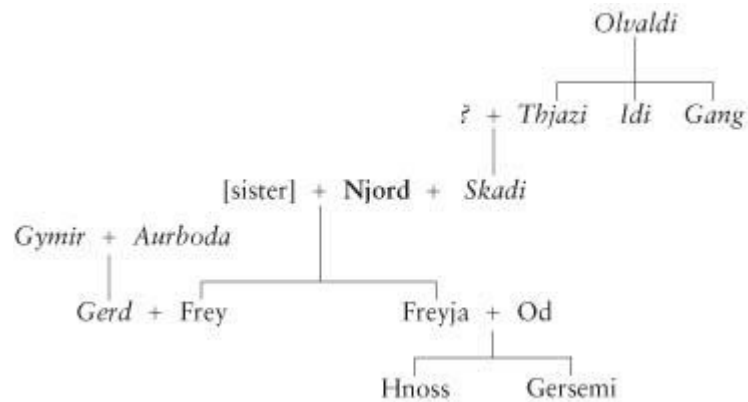 Olvaldi
? + Thjazi Idi Gang
[sister] + Njord + Skadi
Gymir + Aurboda
Gerd + Frey Freyja + Od
Hnoss Gersemi